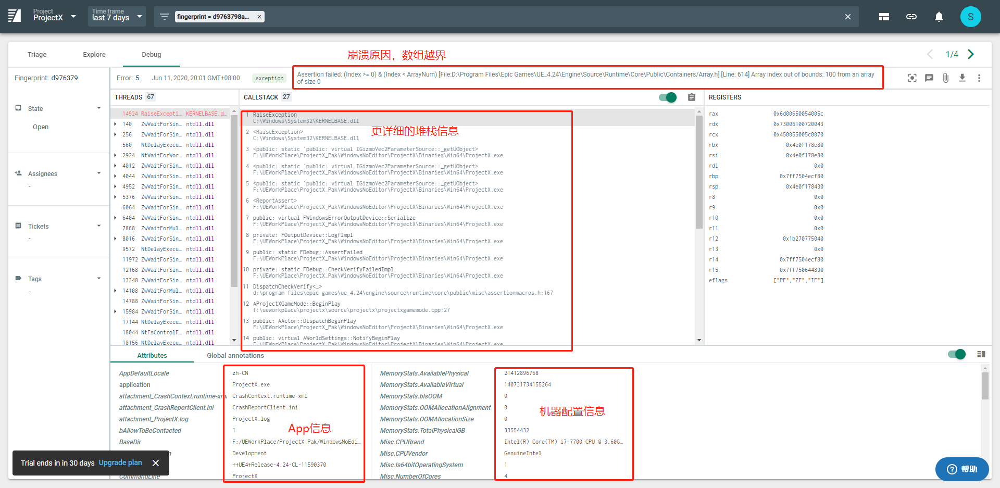 Project
ProjectX
Time frame
last 7 days
fingerprint = d9763798a...
S
Triage
Explore
Debug
崩溃原因，数组越界
1/4
Fingerprint: d976379
Error: 5
Jun 11, 2020, 20:01 GMT+08:00
exception
Assertion failed: (Index >= 0) & (Index < ArrayNum) [File:D:\Program Files\Epic Games\UE_4.24\Engine\Source\Runtime\Core\Public\Containers/Array.h] [Line: 614] Array index out of bounds: 100 from an array
of size 0
State
Open
Assignees
-
Tickets
-
Tags
-
THREADS 67
14924 RaiseExcepti... KERNELBASE.d...
140 ZwWaitForSin... ntdll.dll
256 ZwWaitForSin... ntdll.dll
560 NtDelayExecu... ntdll.dll
2924 NtWaitForWor... ntdll.dll
4012 ZwWaitForSin... ntdll.dll
4044 ZwWaitForSin... ntdll.dll
4952 ZwWaitForSin... ntdll.dll
5376 ZwWaitForSin... ntdll.dll
6064 ZwWaitForSin... ntdll.dll
6404 ZwWaitForSin... ntdll.dll
7868 ZwWaitForMul... ntdll.dll
8016 ZwWaitForSin... ntdll.dll
9572 NtDelayExecu... ntdll.dll
11972 ZwWaitForSin... ntdll.dll
12168 ZwWaitForSin... ntdll.dll
13348 ZwWaitForSin... ntdll.dll
14108 ZwWaitForMul... ntdll.dll
14788 ZwWaitForSin... ntdll.dll
15984 ZwWaitForSin... ntdll.dll
17144 NtDelayExecu... ntdll.dll
18044 NtFsControlF... ntdll.dll
18156 NtDelayExecu... ntdll.dll
CALLSTACK 27
1 RaiseException
C:\Windows\System32\KERNELBASE.dll
更详细的堆栈信息
2 <RaiseException>
C:\Windows\System32\KERNELBASE.dll
3 <public: static `public: virtual IGizmoVec2ParameterSource::_getUObject>
F:\UEWorkPlace\ProjectX_Pak\WindowsNoEditor\ProjectX\Binaries\Win64\ProjectX.exe
4 <public: static `public: virtual IGizmoVec2ParameterSource::_getUObject>
F:\UEWorkPlace\ProjectX_Pak\WindowsNoEditor\ProjectX\Binaries\Win64\ProjectX.exe
5 <public: static `public: virtual IGizmoVec2ParameterSource::_getUObject>
F:\UEWorkPlace\ProjectX_Pak\WindowsNoEditor\ProjectX\Binaries\Win64\ProjectX.exe
6 <ReportAssert>
F:\UEWorkPlace\ProjectX_Pak\WindowsNoEditor\ProjectX\Binaries\Win64\ProjectX.exe
7 public: virtual FWindowsErrorOutputDevice::Serialize
F:\UEWorkPlace\ProjectX_Pak\WindowsNoEditor\ProjectX\Binaries\Win64\ProjectX.exe
8 private: FOutputDevice::LogfImpl
F:\UEWorkPlace\ProjectX_Pak\WindowsNoEditor\ProjectX\Binaries\Win64\ProjectX.exe
9 public: static FDebug::AssertFailed
F:\UEWorkPlace\ProjectX_Pak\WindowsNoEditor\ProjectX\Binaries\Win64\ProjectX.exe
10 private: static FDebug::CheckVerifyFailedImpl
F:\UEWorkPlace\ProjectX_Pak\WindowsNoEditor\ProjectX\Binaries\Win64\ProjectX.exe
11 DispatchCheckVerify<…>
d:\program files\epic games\ue_4.24\engine\source\runtime\core\public\misc\assertionmacros.h:167
12 AProjectXGameMode::BeginPlay
f:\ueworkplace\projectx\source\projectx\projectxgamemode.cpp:27
13 public: AActor::DispatchBeginPlay
F:\UEWorkPlace\ProjectX_Pak\WindowsNoEditor\ProjectX\Binaries\Win64\ProjectX.exe
14 public: virtual AWorldSettings::NotifyBeginPlay
F:\UEWorkPlace\ProjectX_Pak\WindowsNoEditor\ProjectX\Binaries\Win64\ProjectX.exe
REGISTERS
rax 0x6d00650054005c
rdx 0x73006100720043
rcx 0x450055005c0070
rbx 0x4e0f178e80
rsi 0x4e0f178e80
rdi 0x0
rbp 0x7ff7504ecf80
rsp 0x4e0f178430
r8 0x0
r9 0x0
r10 0x0
r11 0x0
r12 0x1b270775040
r13 0x0
r14 0x7ff7504ecf80
r15 0x7ff750644890
eflags ["PF","ZF","IF"]
Attributes
Global annotations
AppDefaultLocale zh-CN
application ProjectX.exe
attachment_CrashContext.runtime-xml CrashContext.runtime-xml
attachment_CrashReportClient.ini CrashReportClient.ini
attachment_ProjectX.log ProjectX.log
bAllowToBeContacted 1
BaseDir F:/UEWorkPlace/ProjectX_Pak/WindowsNoEdi...
Development
++UE4+Release-4.24-CL-11590370
CommandLine ProjectX
App信息
MemoryStats.AvailablePhysical 21412896768
MemoryStats.AvailableVirtual 140731734155264
MemoryStats.bIsOOM 0
MemoryStats.OOMAllocationAlignment 0
MemoryStats.OOMAllocationSize 0
MemoryStats.TotalPhysicalGB 33554432
Misc.CPUBrand Intel(R) Core(TM) i7-7700 CPU @ 3.60G...
Misc.CPUVendor GenuineIntel
Misc.Is64bitOperatingSystem 1
Misc.NumberOfCores 4
机器配置信息
Trial ends in in 30 days Upgrade plan
帮助